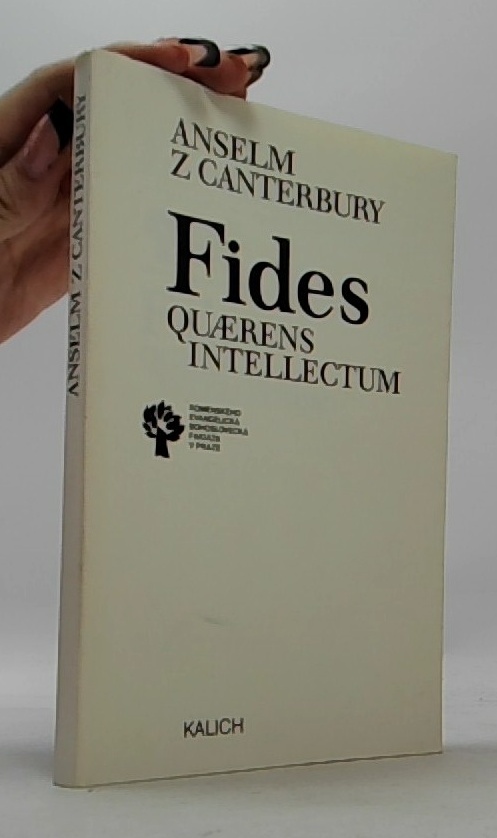 ANSELM
Z CANTERBURY
Fides
QUÆRENS
INTELLECTUM
KOMENSKÉHO
EVANGELICKÁ
BOHOSLOVECKÁ
FAKULTA
V PRAZE
KALICH
ANSELM Z CANTERBURY